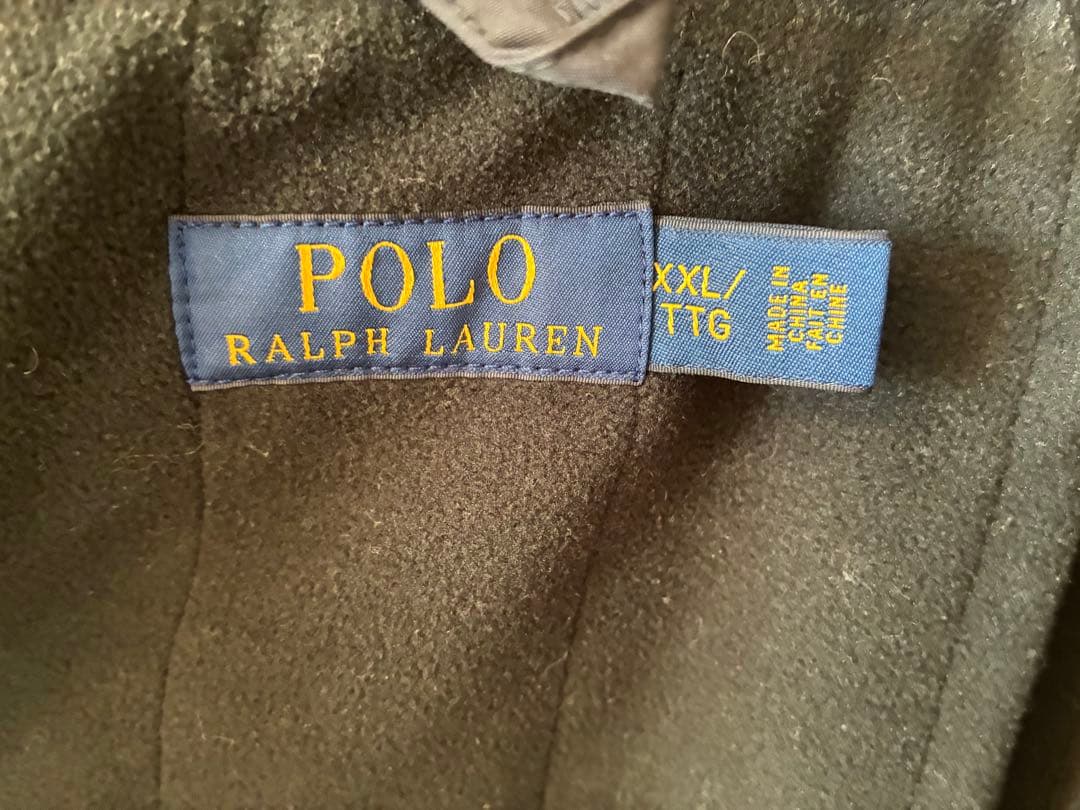 POLO
RALPH LAUREN
XXL/
TTG
MADE IN
CHINA
FAIT EN
CHINE